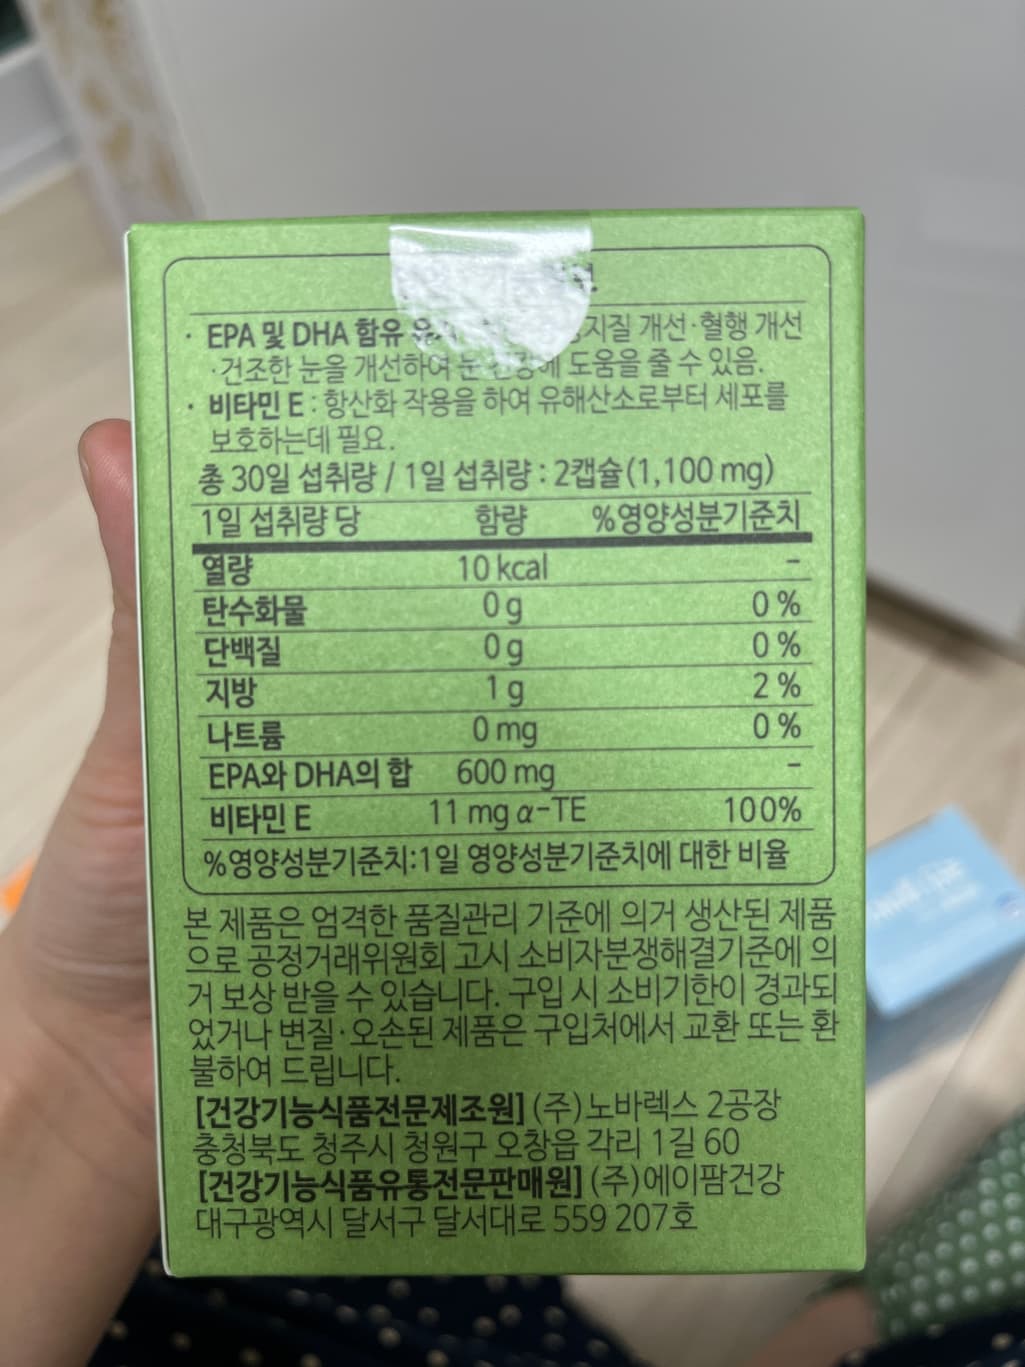 · EPA 및 DHA 함유 지질 개선·혈행 개선
·건조한 눈을 개선하여 눈 도움을 줄 수 있음.
· 비타민 E : 항산화 작용을 하여 유해산소로부터 세포를
보호하는데 필요.
총 30일 섭취량 / 1일 섭취량 : 2캡슐(1,100 mg)
1일 섭취량 당 함량 %영양성분기준치
열량 10 kcal –
탄수화물 0 g 0 %
단백질 0 g 0 %
지방 1 g 2 %
나트륨 0 mg 0 %
EPA와 DHA의 합 600 mg –
비타민 E 11 mg α-TE 100%
%영양성분기준치:1일 영양성분기준치에 대한 비율
본 제품은 엄격한 품질관리 기준에 의거 생산된 제품
으로 공정거래위원회 고시 소비자분쟁해결기준에 의
거 보상 받을 수 있습니다. 구입 시 소비기한이 경과되
었거나 변질·오손된 제품은 구입처에서 교환 또는 환
불하여 드립니다.
[건강기능식품전문제조원] (주)노바렉스 2공장
충청북도 청주시 청원구 오창읍 각리 1길 60
[건강기능식품유통전문판매원] (주)에이팜건강
대구광역시 달서구 달서대로 559 207호